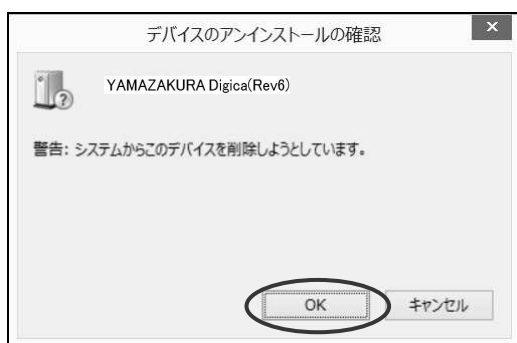 デバイスのアンインストールの確認
YAMAZAKURA Digica(Rev6)
警告: システムからこのデバイスを削除しようとしています。
OK
キャンセル